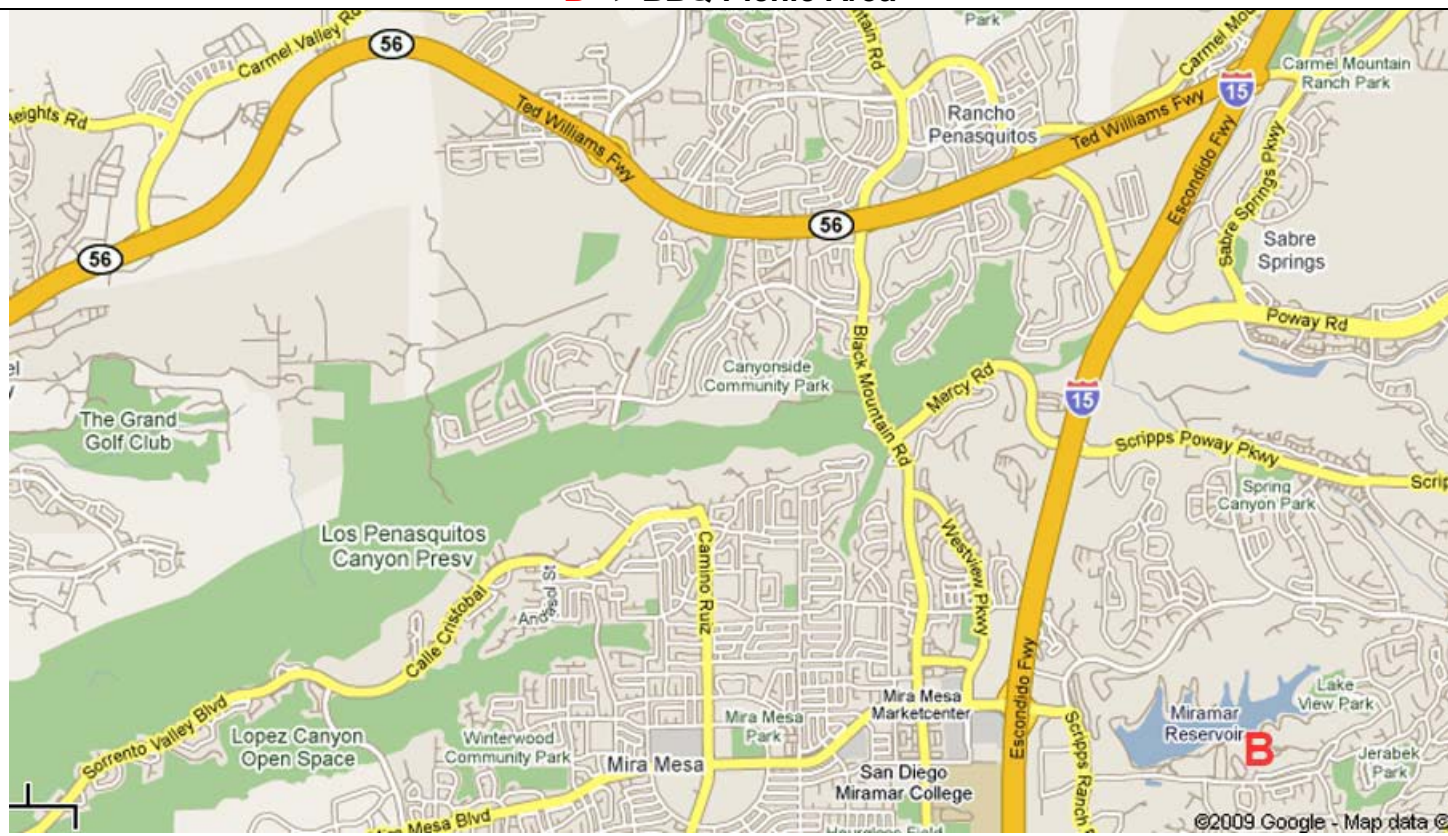 56
Carmel Valley Rd
Park
Carmel Mountain
Ranch Park
15
Ted Williams Fwy
Rancho
Penasquitos
Ted Williams Fwy
Escondido Fwy
Sabre Springs Pkwy
56
56
Sabre
Springs
Poway Rd
Black Mountain Rd
Canyonside
Community Park
Mercy Rd
15
The Grand
Golf Club
Scripps Poway Pkwy
Spring
Canyon Park
Los Penasquitos
Canyon Presv
Camino Ruiz
Westview Pkwy
Calle Cristobal
Andasol St
Escondido Fwy
Mira Mesa
Marketcenter
Lake
View Park
Miramar
Reservoir
B
Sorrento Valley Blvd
Lopez Canyon
Open Space
Winterwood
Community Park
Mira Mesa
Park
Mira Mesa
Jerabek
Park
San Diego
Miramar College
Scripps Ranch
Mira Mesa Blvd
©2009 Google - Map data ©